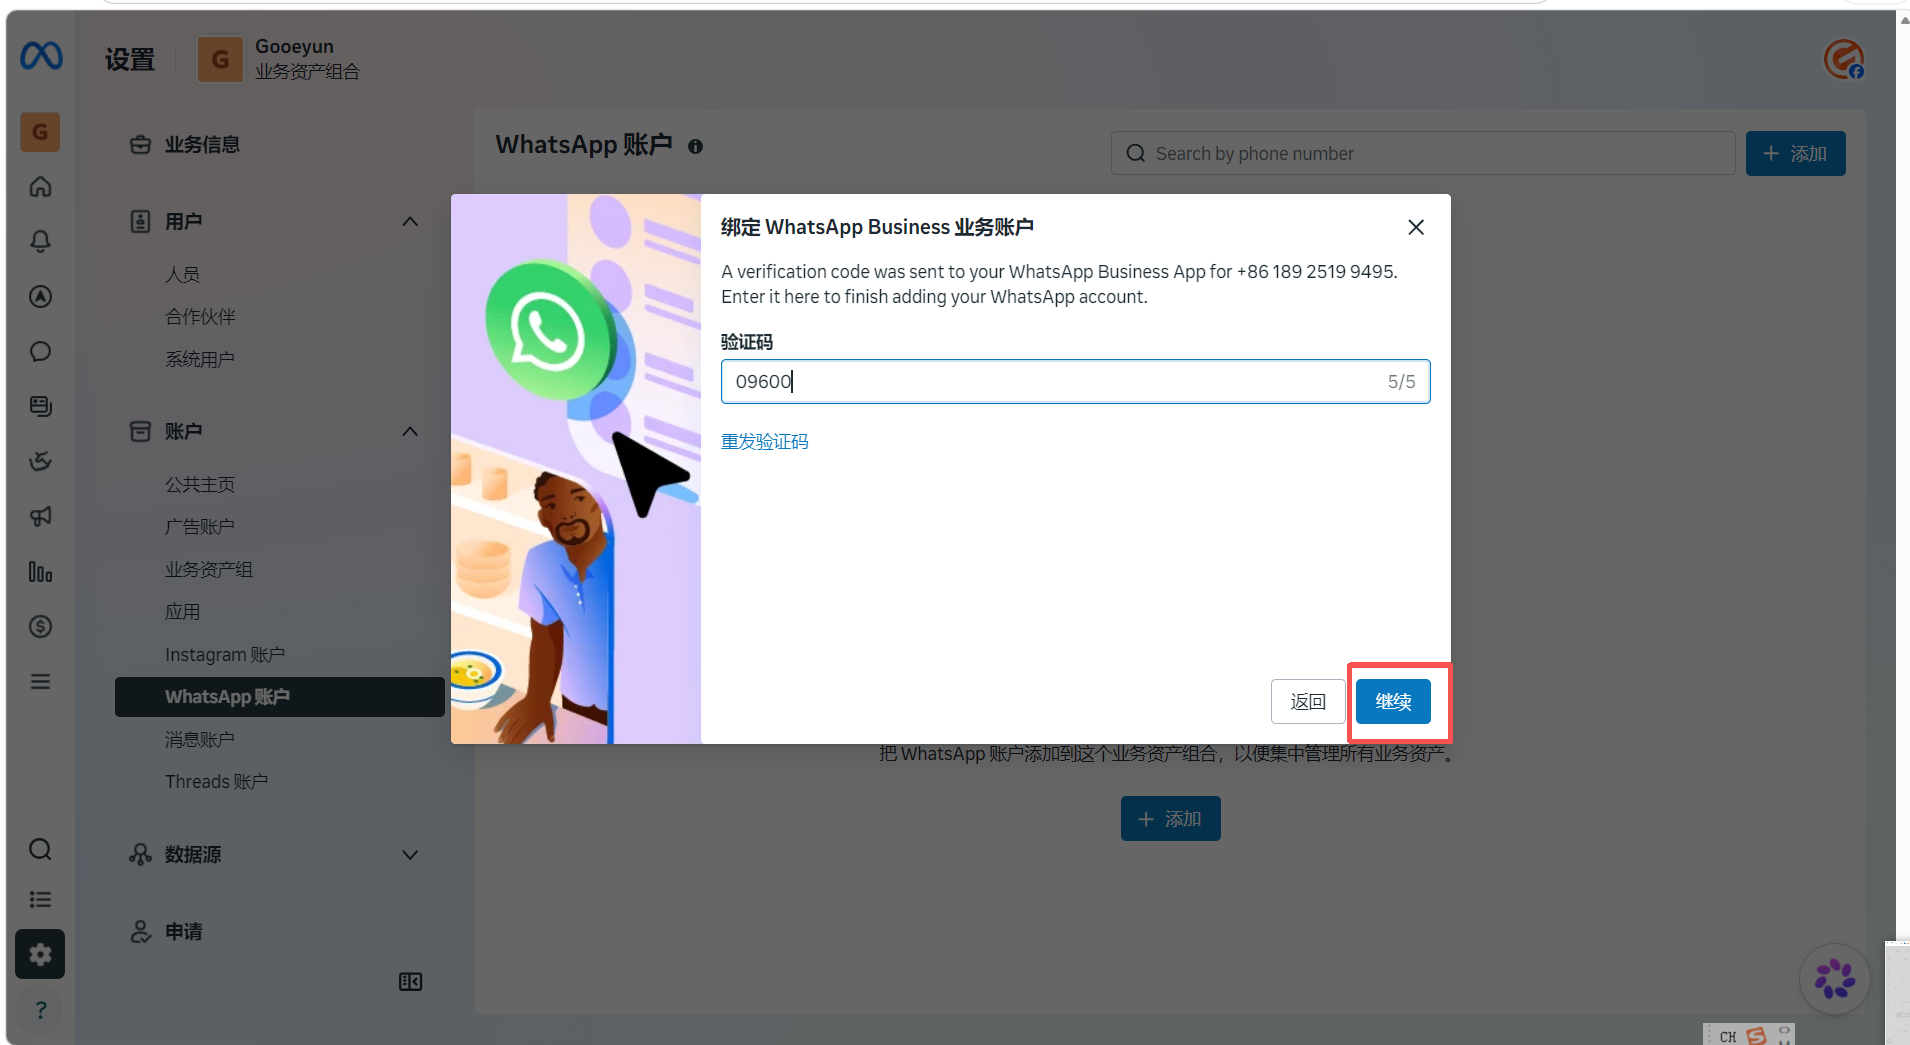 设置
G
Gooeyun
业务资产组合
G
业务信息
用户
人员
合作伙伴
系统用户
账户
公共主页
广告账户
业务资产组
应用
Instagram 账户
WhatsApp 账户
消息账户
Threads 账户
数据源
申请
?
WhatsApp 账户
Search by phone number
添加
绑定 WhatsApp Business 业务账户
A verification code was sent to your WhatsApp Business App for +86 189 2519 9495.
Enter it here to finish adding your WhatsApp account.
验证码
09600
5/5
重发验证码
返回
继续
把 WhatsApp 账户添加到这个业务资产组合，以便集中管理所有业务资产。
添加
CH